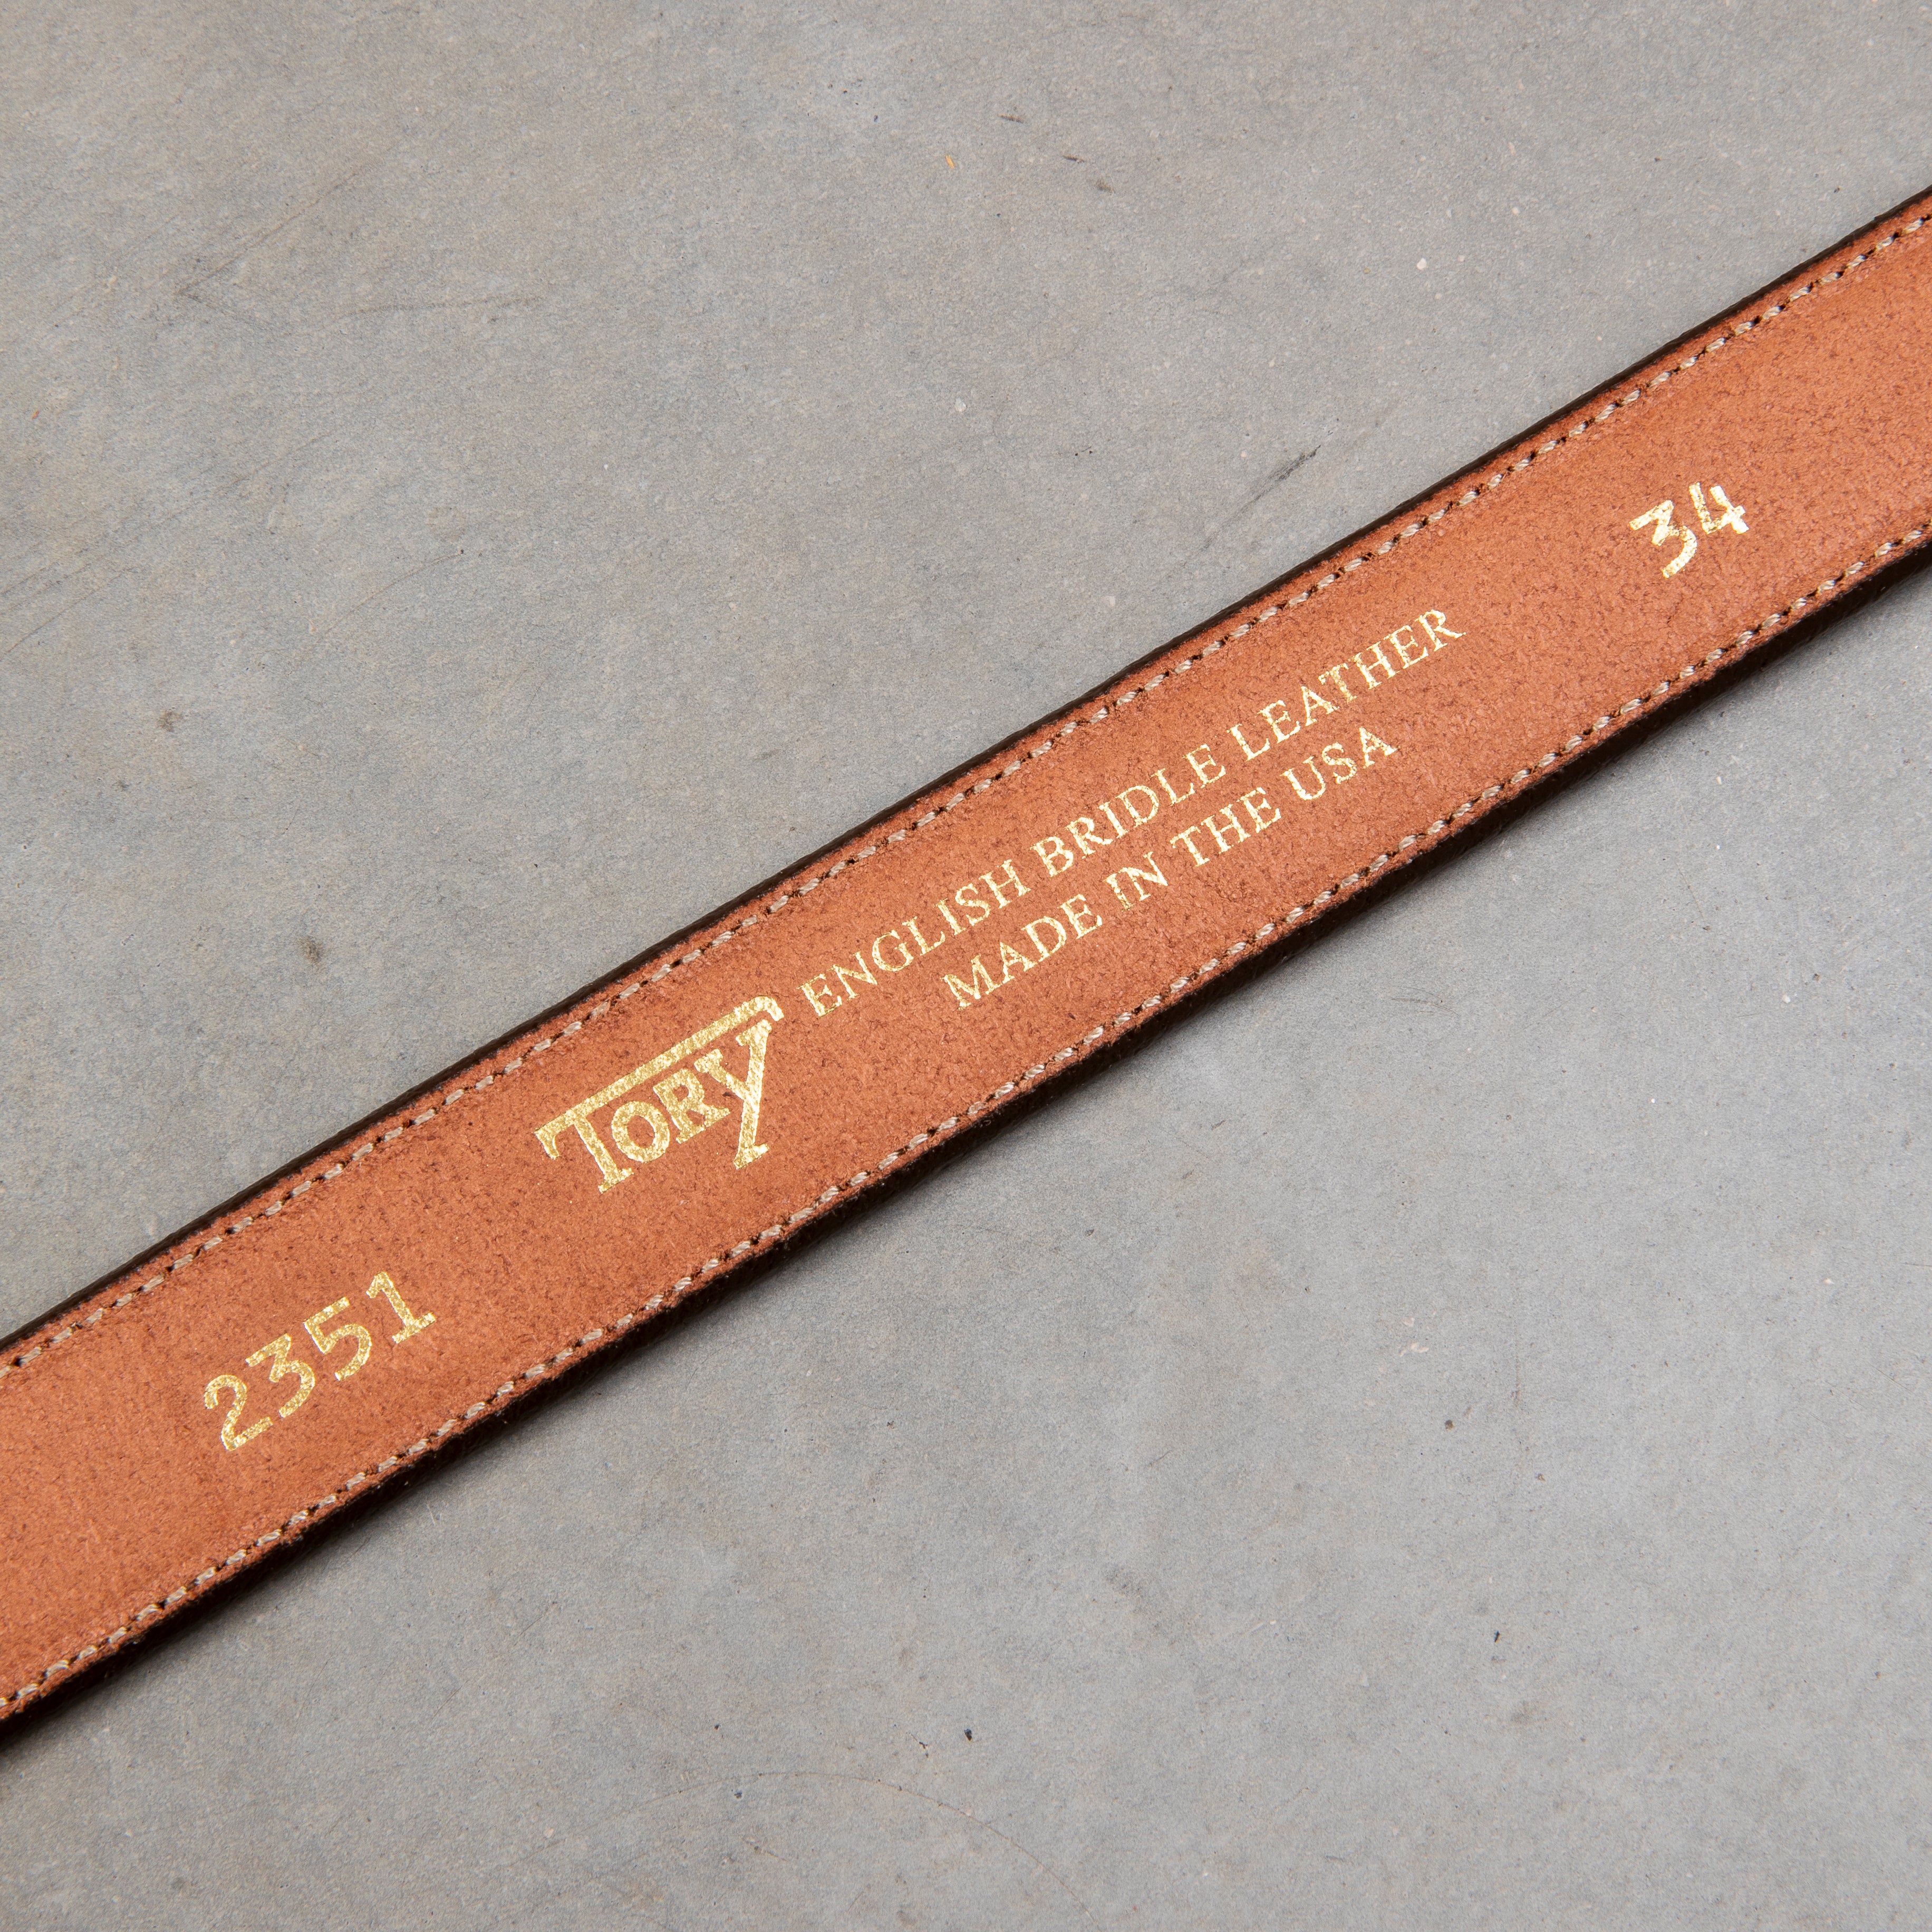 2351
TORY
ENGLISH BRIDLE LEATHER
MADE IN THE USA
34